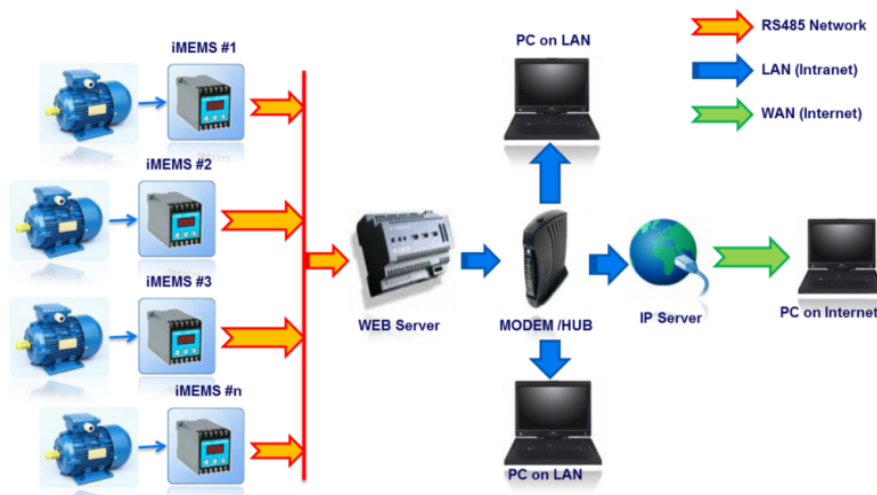 iMEMS #1
PC on LAN
RS485 Network
LAN (Intranet)
WAN (Internet)
iMEMS #2
iMEMS #3
WEB Server
MODEM /HUB
IP Server
PC on Internet
iMEMS #n
PC on LAN